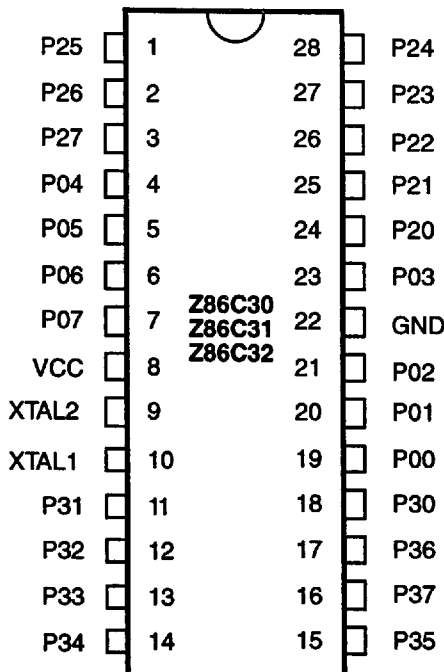 P25 1 28 P24
P26 2 27 P23
P27 3 26 P22
P04 4 25 P21
P05 5 24 P20
P06 6 23 P03
P07 7 Z86C30 22 GND
Z86C31
VCC 8 Z86C32 21 P02
XTAL2 9 20 P01
XTAL1 10 19 P00
P31 11 18 P30
P32 12 17 P36
P33 13 16 P37
P34 14 15 P35